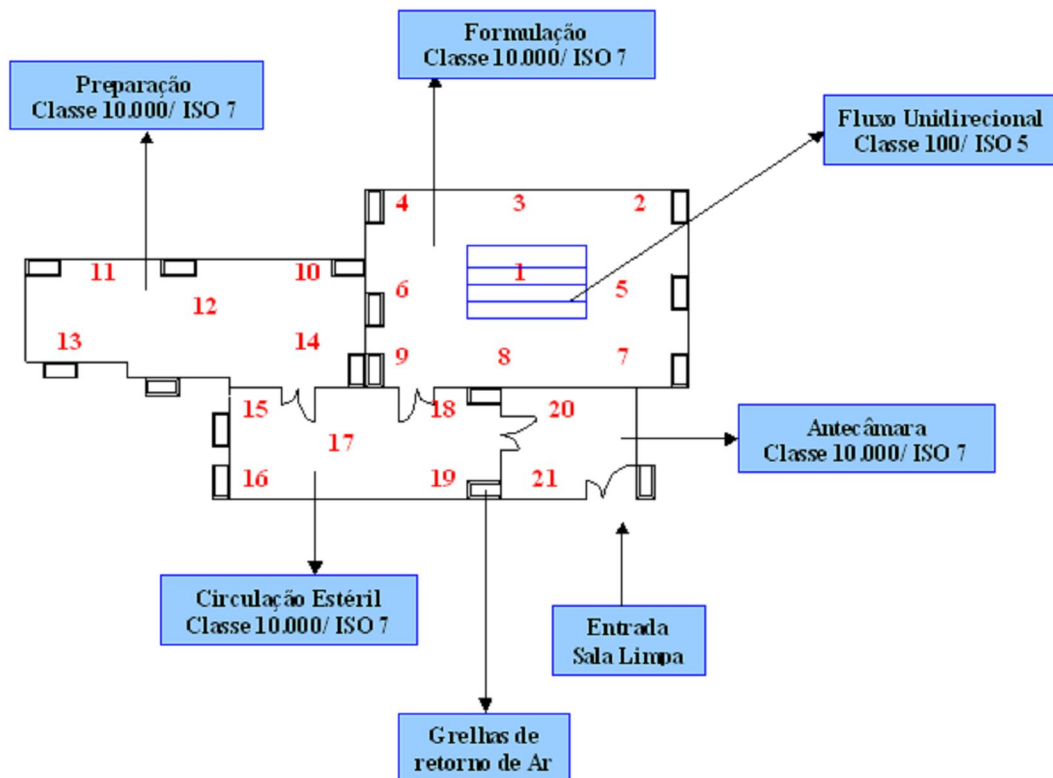 Formulação
Classe 10.000/ ISO 7
Preparação
Classe 10.000/ ISO 7
Fluxo Unidirecional
Classe 100/ ISO 5
4 3 2
11 10 1
6 5
12
13 14 9 8 7
15 18 20
17
16 19 21
Antecâmara
Classe 10.000/ ISO 7
Circulação Estéril
Classe 10.000/ ISO 7
Entrada
Sala Limpa
Grelhas de
retorno de Ar